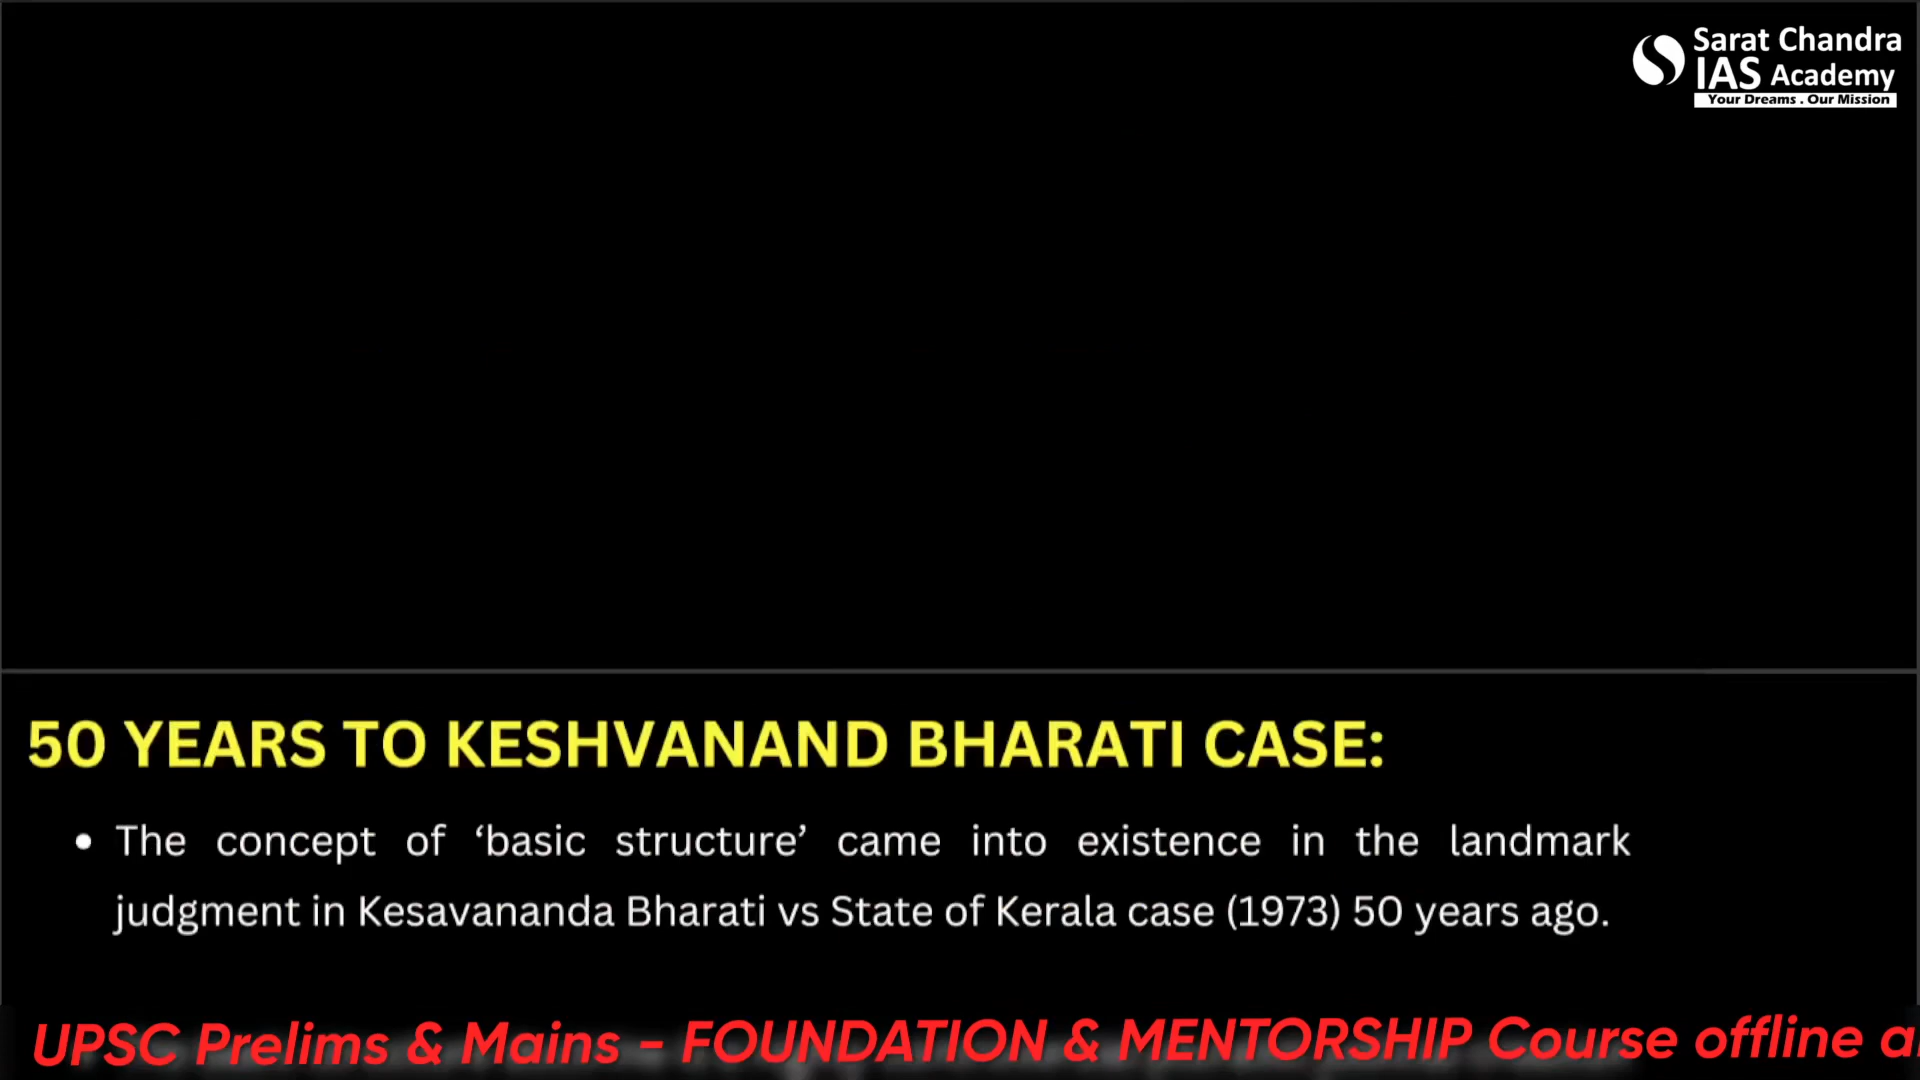 Sarat Chandra
IAS Academy
Your Dreams . Our Mission
50 YEARS TO KESHVANAND BHARATI CASE:
• The concept of ‘basic structure’ came into existence in the landmark
judgment in Kesavananda Bharati vs State of Kerala case (1973) 50 years ago.
UPSC Prelims & Mains - FOUNDATION & MENTORSHIP Course offline